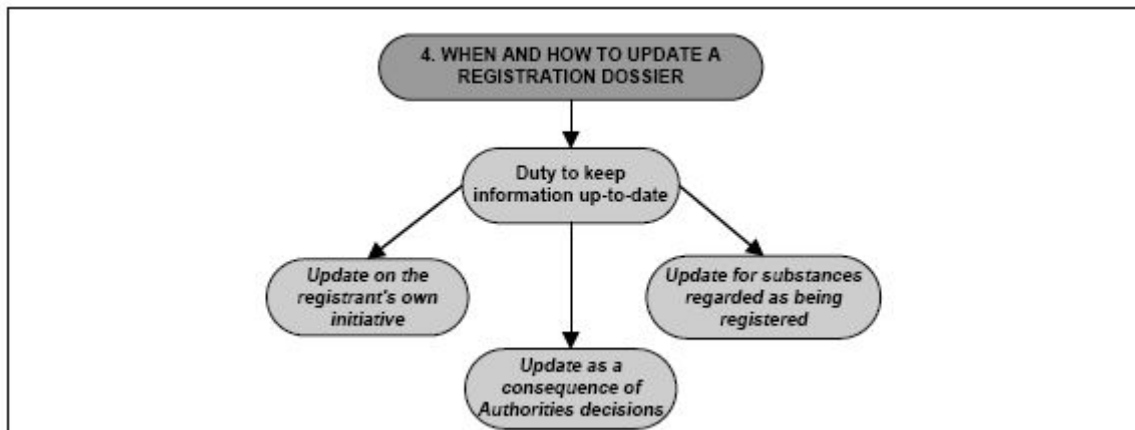 4. WHEN AND HOW TO UPDATE A
REGISTRATION DOSSIER
Duty to keep
information up-to-date
Update on the
registrant's own
initiative
Update for substances
regarded as being
registered
Update as a
consequence of
Authorities decisions